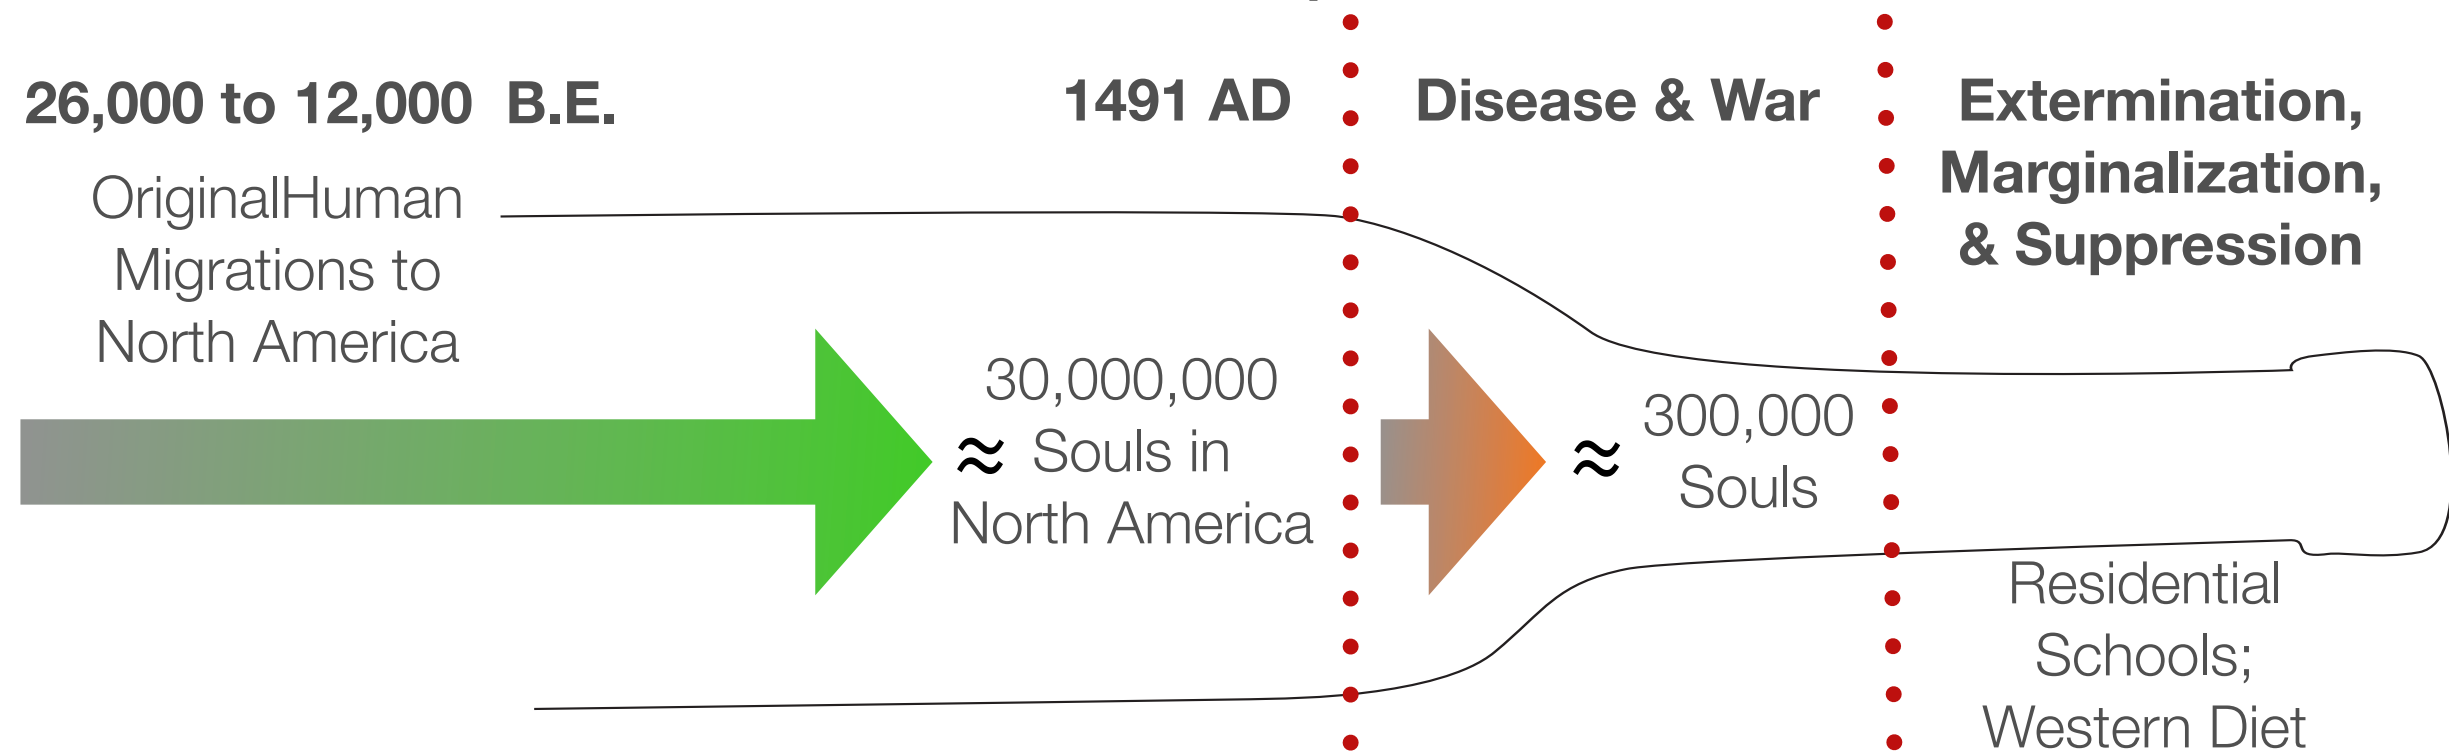 26,000 to 12,000 B.E.
OriginalHuman
Migrations to
North America
1491 AD
≈ 30,000,000
Souls in
North America
Disease & War
≈ 300,000
Souls
Extermination,
Marginalization,
& Suppression
Residential
Schools;
Western Diet